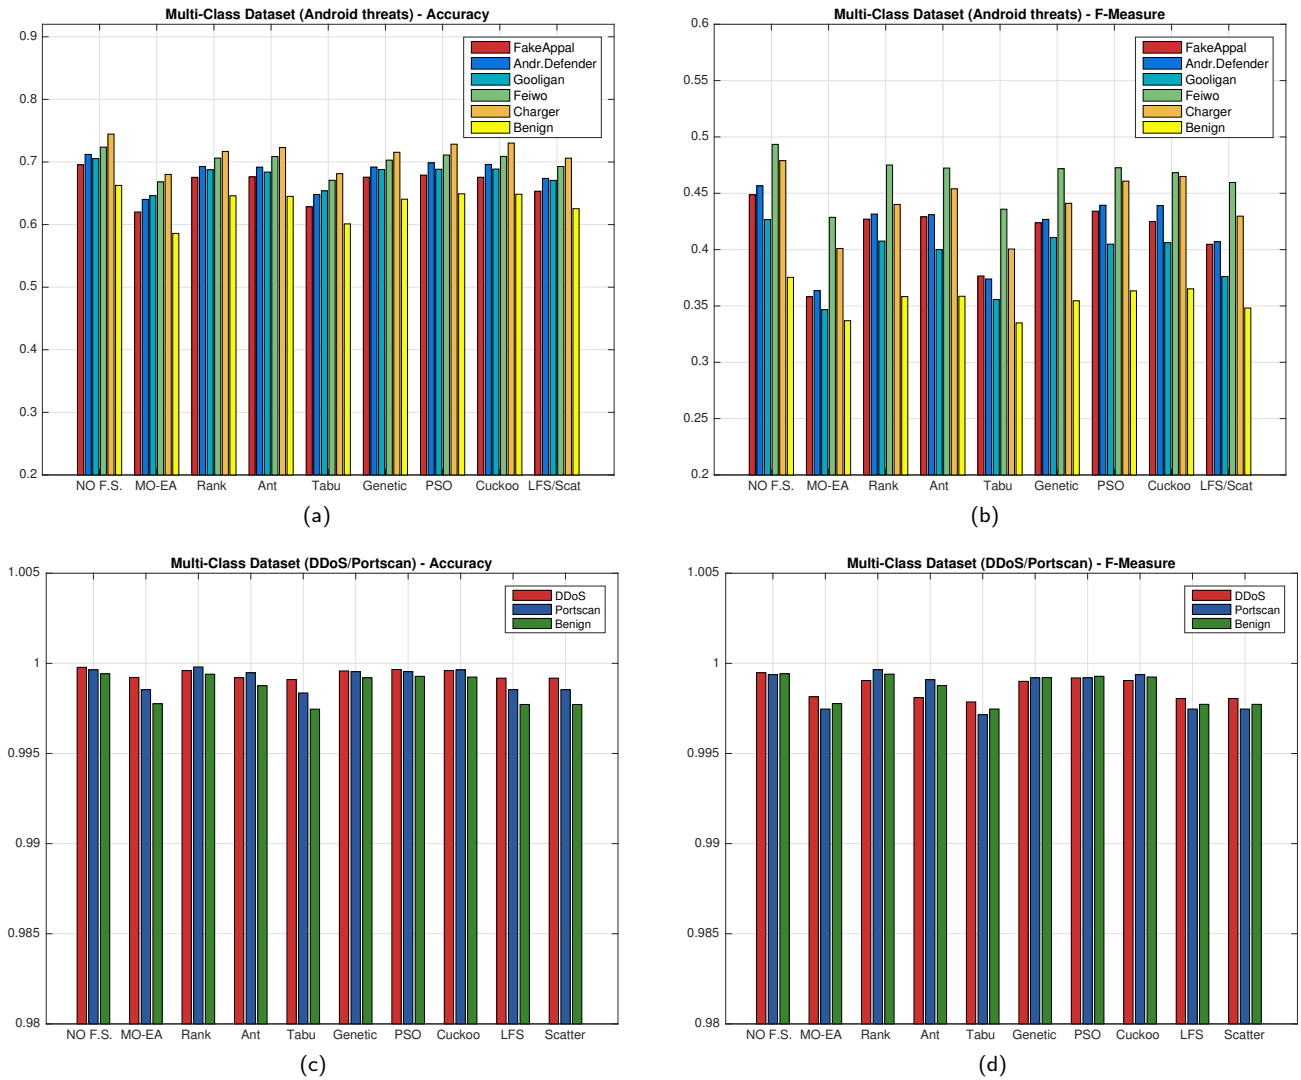 Multi-Class Dataset (Android threats) - Accuracy
0.9
0.8
0.7
0.6
0.5
0.4
0.3
0.2
FakeAppal
Andr.Defender
Gooligan
Feiwo
Charger
Benign
NO F.S. MO-EA Rank Ant Tabu Genetic PSO Cuckoo LFS/Scat
(a)
Multi-Class Dataset (Android threats) - F-Measure
0.6
0.55
0.5
0.45
0.4
0.35
0.3
0.25
0.2
FakeAppal
Andr.Defender
Gooligan
Feiwo
Charger
Benign
NO F.S. MO-EA Rank Ant Tabu Genetic PSO Cuckoo LFS/Scat
(b)
Multi-Class Dataset (DDoS/Portscan) - Accuracy
1.005
1
0.995
0.99
0.985
0.98
DDoS
Portscan
Benign
NO F.S. MO-EA Rank Ant Tabu Genetic PSO Cuckoo LFS Scatter
(c)
Multi-Class Dataset (DDoS/Portscan) - F-Measure
1.005
1
0.995
0.99
0.985
0.98
DDoS
Portscan
Benign
NO F.S. MO-EA Rank Ant Tabu Genetic PSO Cuckoo LFS Scatter
(d)